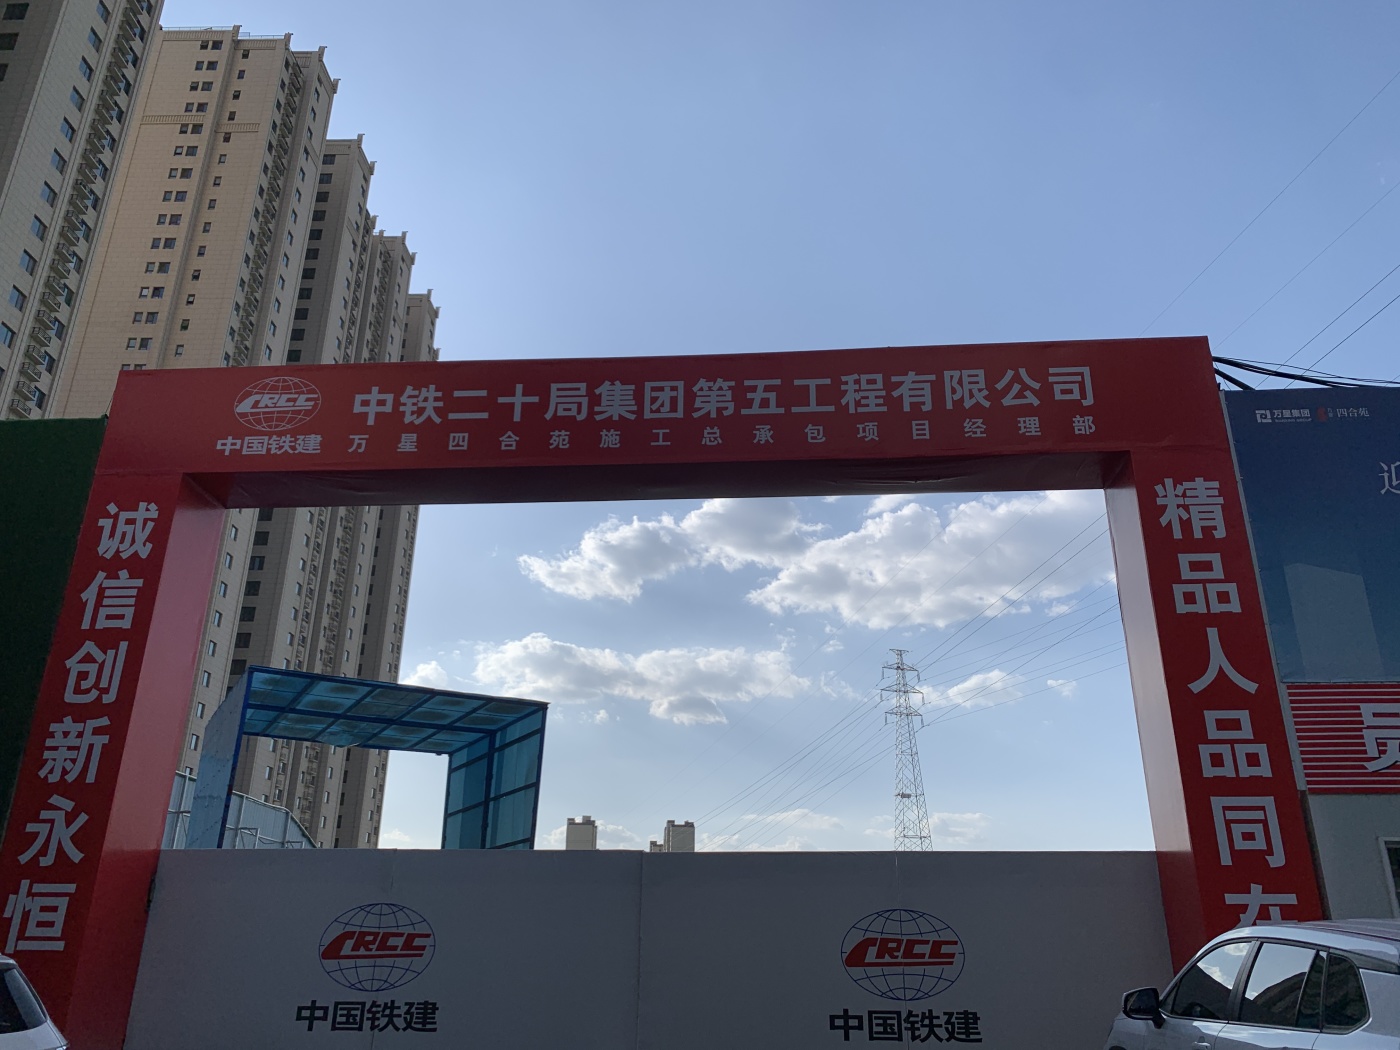 CRCC
中国铁建
中铁二十局集团第五工程有限公司
万星四合苑施工总承包项目经理部
诚信创新永恒
精品人品同在
万星集团
四合苑
迎
CRCC
中国铁建
CRCC
中国铁建